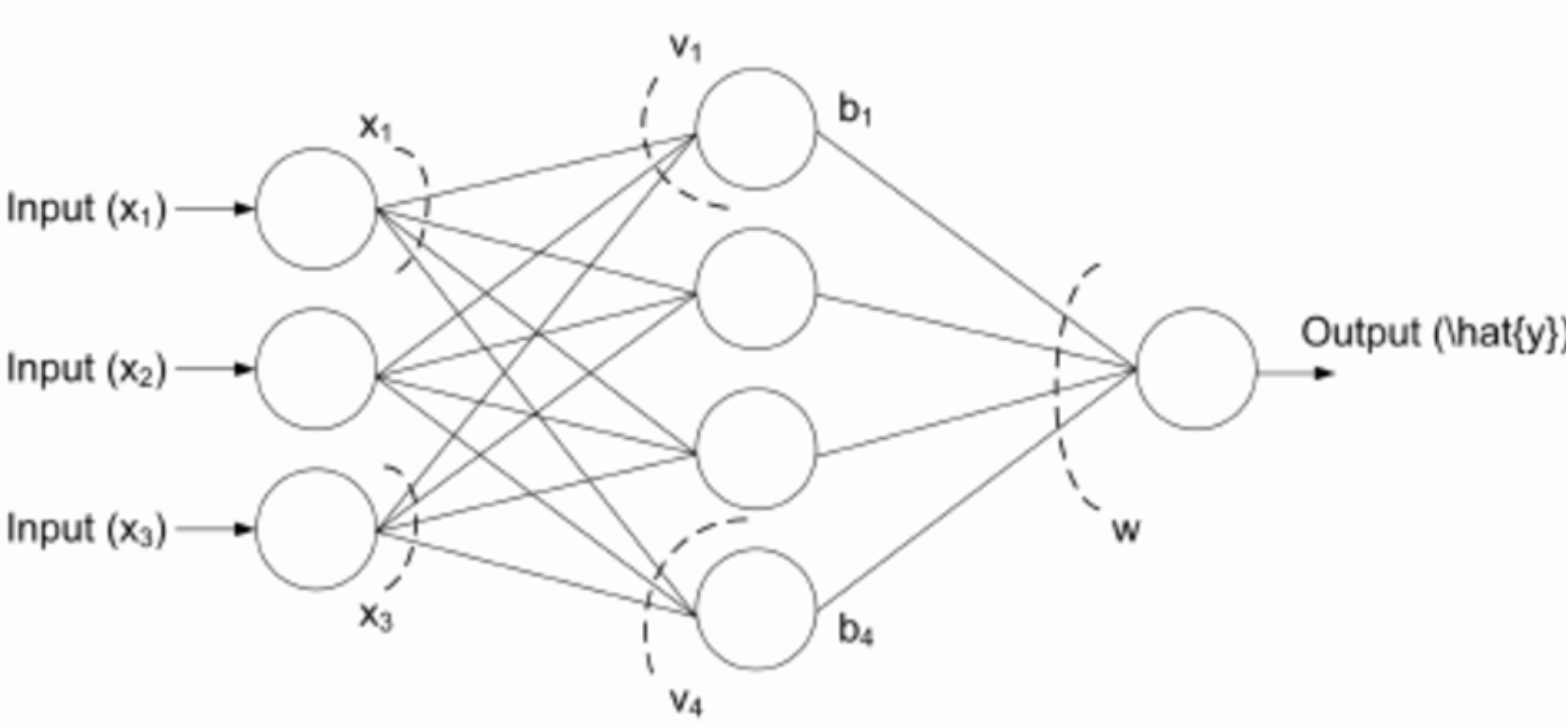 v₁
b₁
x₁
Input (x₁)
Output (\hat{y})
Input (x₂)
Input (x₃)
w
x₃
b₄
v₄